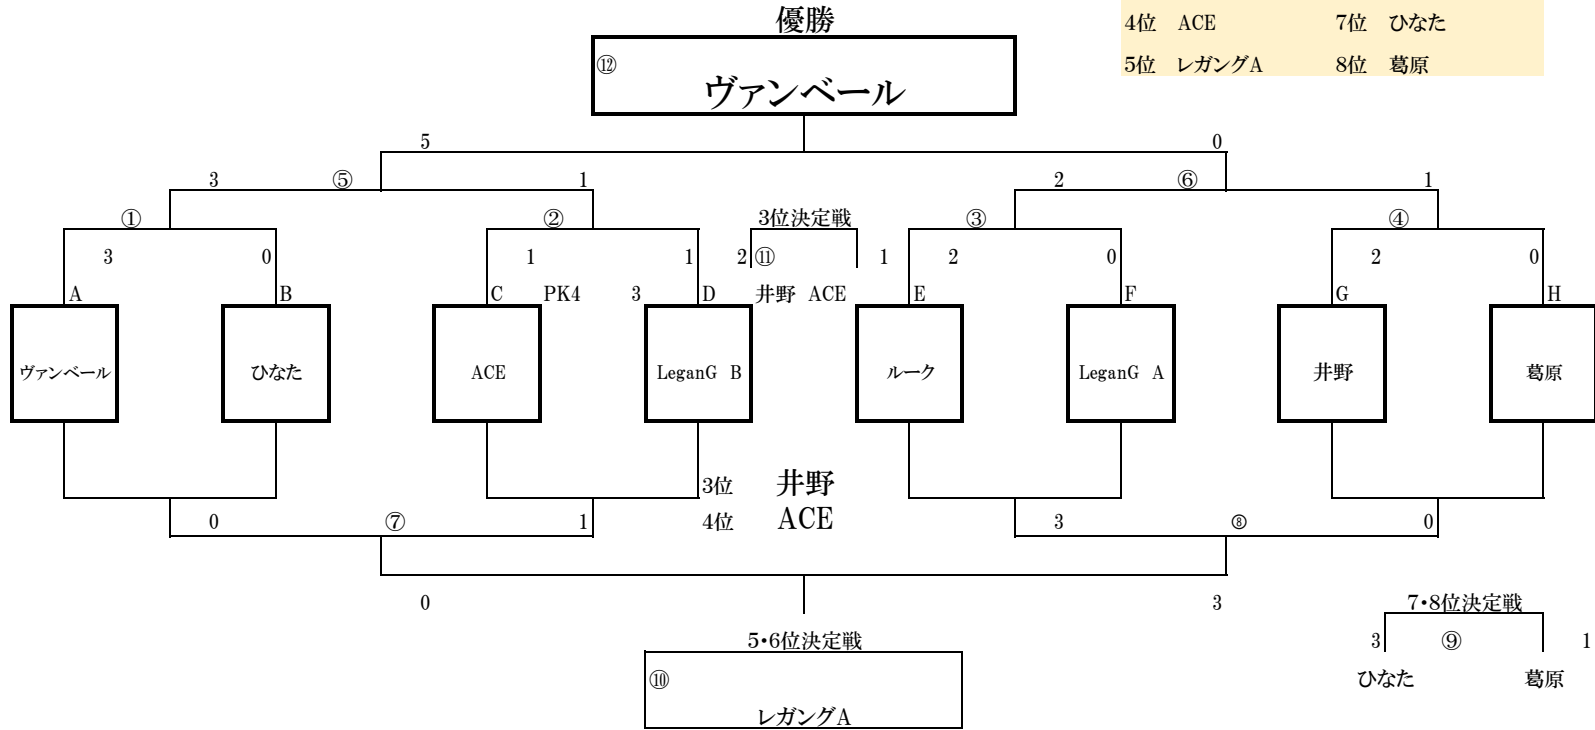 優勝
4位 ACE 7位 ひなた
⑫
5位 レガングA 8位 葛原
ヴァンベール
5 0
3 ⑤ 1 2 ⑥ 1
① ② 3位決定戦 ③ ④
3 0 1 1 2 ⑪ 1 2 0 2 0
A B C PK4 3 D 井野 ACE E F G H
ヴァンベール ひなた ACE LeganG B ルーク LeganG A 井野 葛原
3位 井野
0 ⑦ 1 4位 ACE 3 ⑧ 0
0 3 7・8位決定戦
5・6位決定戦 3 ⑨ 1
⑩ ひなた 葛原
レガングA